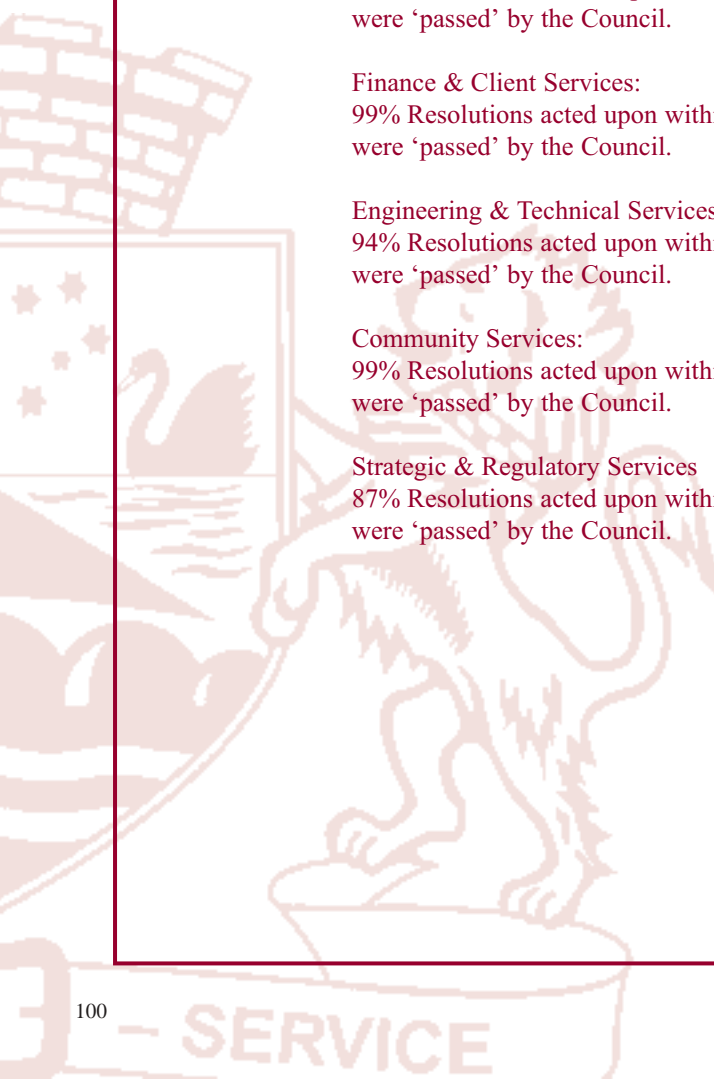 were ‘passed’ by the Council.
Finance & Client Services:
99% Resolutions acted upon with
were ‘passed’ by the Council.
Engineering & Technical Services
94% Resolutions acted upon with
were ‘passed’ by the Council.
Community Services:
99% Resolutions acted upon with
were ‘passed’ by the Council.
Strategic & Regulatory Services
87% Resolutions acted upon with
were ‘passed’ by the Council.
100
– SERVICE